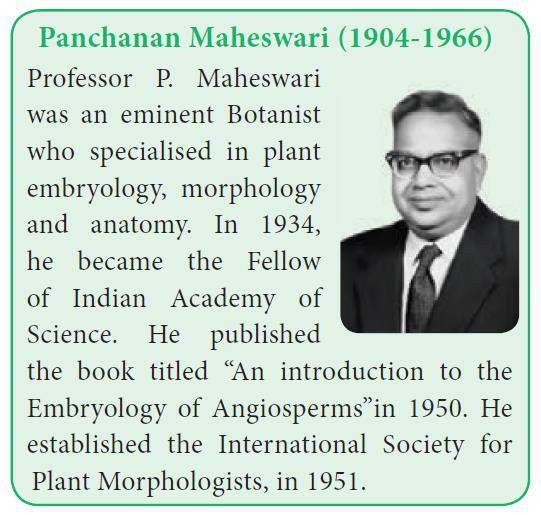 Panchanan Maheswari (1904-1966)
Professor P. Maheswari
was an eminent Botanist
who specialised in plant
embryology, morphology
and anatomy. In 1934,
he became the Fellow
of Indian Academy of
Science. He published
the book titled “An introduction to the
Embryology of Angiosperms”in 1950. He
established the International Society for
Plant Morphologists, in 1951.